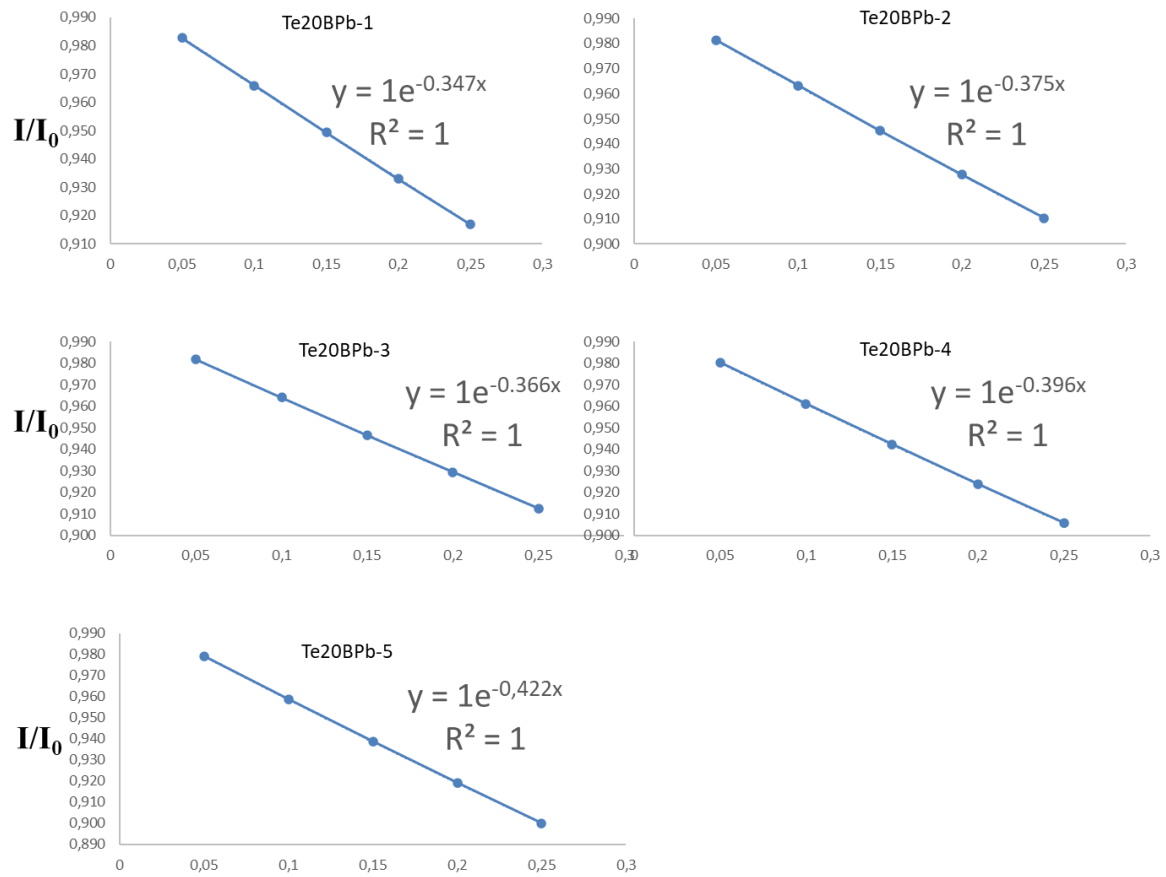 Te20BPb-1
I/I₀
0,990
0,980
0,970
0,960
0,950
0,940
0,930
0,920
0,910
y = 1e^-0.347x
R² = 1
0 0,05 0,1 0,15 0,2 0,25 0,3
Te20BPb-2
0,990
0,980
0,970
0,960
0,950
0,940
0,930
0,920
0,910
0,900
y = 1e^-0.375x
R² = 1
0 0,05 0,1 0,15 0,2 0,25 0,3
Te20BPb-3
I/I₀
0,990
0,980
0,970
0,960
0,950
0,940
0,930
0,920
0,910
0,900
y = 1e^-0.366x
R² = 1
0 0,05 0,1 0,15 0,2 0,25 0,3
Te20BPb-4
0,990
0,980
0,970
0,960
0,950
0,940
0,930
0,920
0,910
0,900
y = 1e^-0.396x
R² = 1
0 0,05 0,1 0,15 0,2 0,25 0,3
Te20BPb-5
I/I₀
0,990
0,980
0,970
0,960
0,950
0,940
0,930
0,920
0,910
0,900
0,890
y = 1e^-0,422x
R² = 1
0 0,05 0,1 0,15 0,2 0,25 0,3